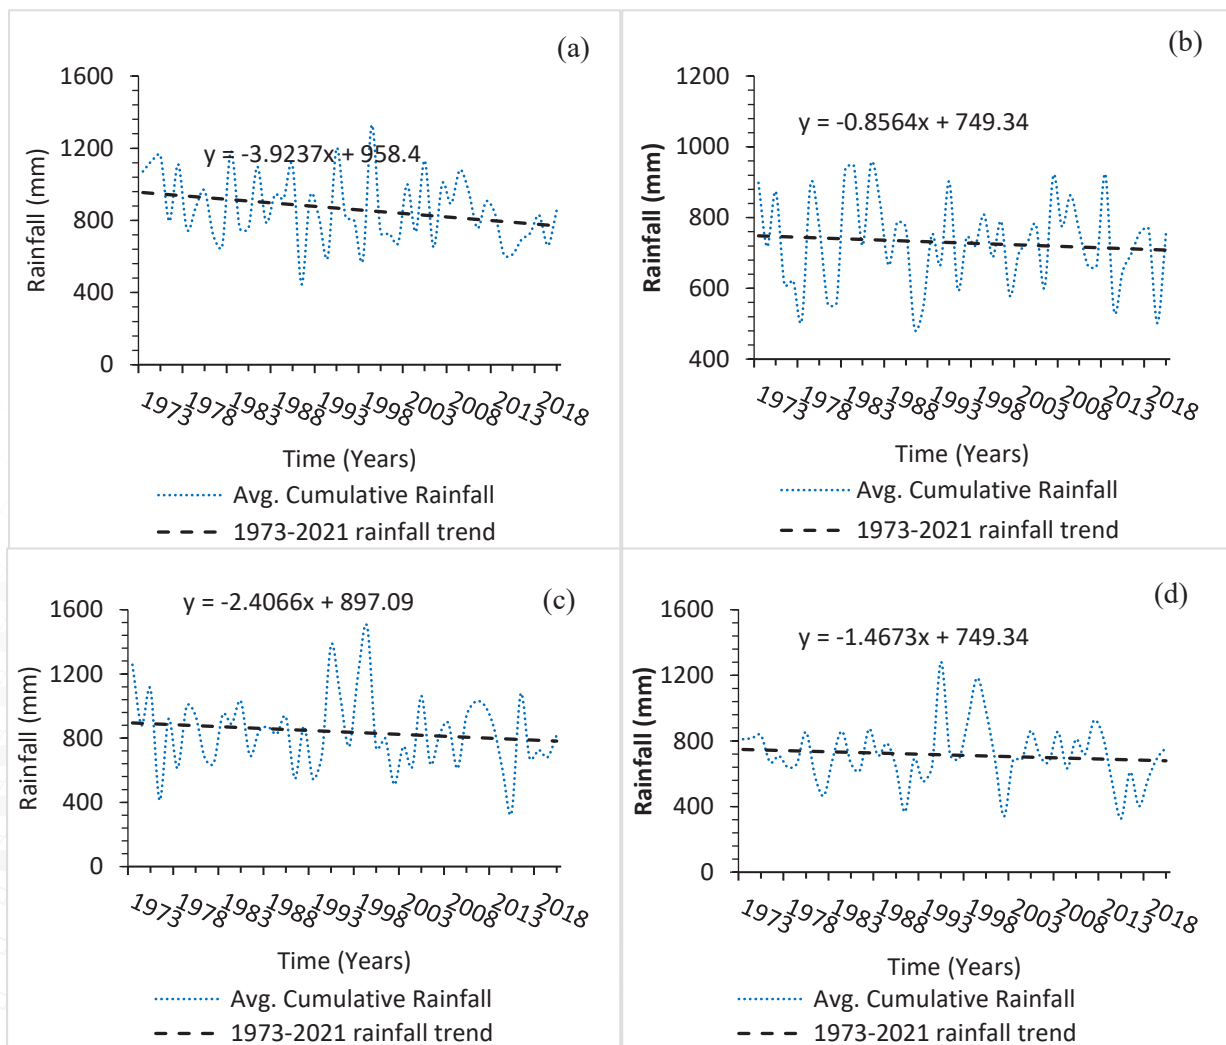 (a)
1600
1200
800
400
0
Rainfall (mm)
y = -3.9237x + 958.4
1973 1978 1983 1988 1993 1998 2003 2008 2013 2018
Time (Years)
Avg. Cumulative Rainfall
1973-2021 rainfall trend
(b)
1200
1000
800
600
400
Rainfall (mm)
y = -0.8564x + 749.34
1973 1978 1983 1988 1993 1998 2003 2008 2013 2018
Time (Years)
Avg. Cumulative Rainfall
1973-2021 rainfall trend
(c)
y = -2.4066x + 897.09
1600
1200
800
400
0
Rainfall (mm)
1973 1978 1983 1988 1993 1998 2003 2008 2013 2018
Time (Years)
Avg. Cumulative Rainfall
1973-2021 rainfall trend
(d)
1600
1200
800
400
0
Rainfall (mm)
y = -1.4673x + 749.34
1973 1978 1983 1988 1993 1998 2003 2008 2013 2018
Time (Years)
Avg. Cumulative Rainfall
1973-2021 rainfall trend